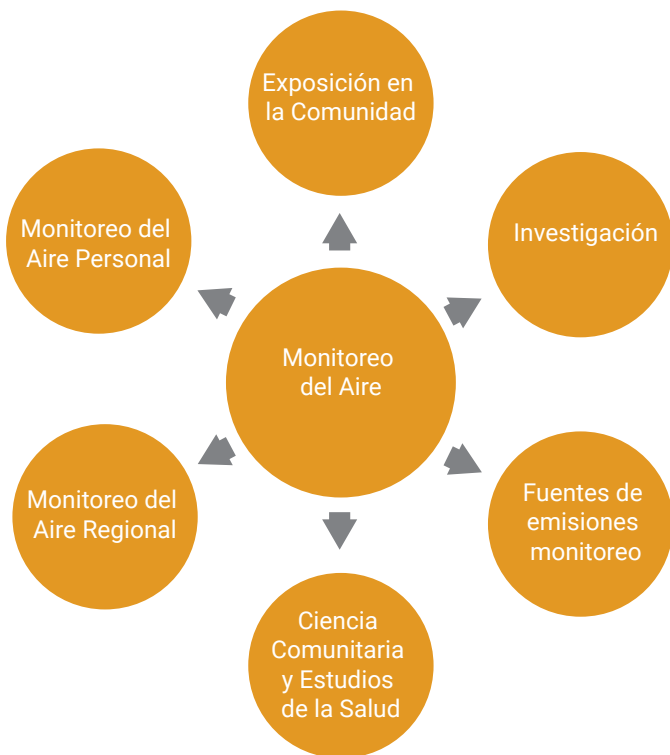 Exposición en
la Comunidad
Monitoreo del
Aire Personal
Investigación
Monitoreo
del Aire
Monitoreo del
Aire Regional
Fuentes de
emisiones
monitoreo
Ciencia
Comunitaria
y Estudios
de la Salud